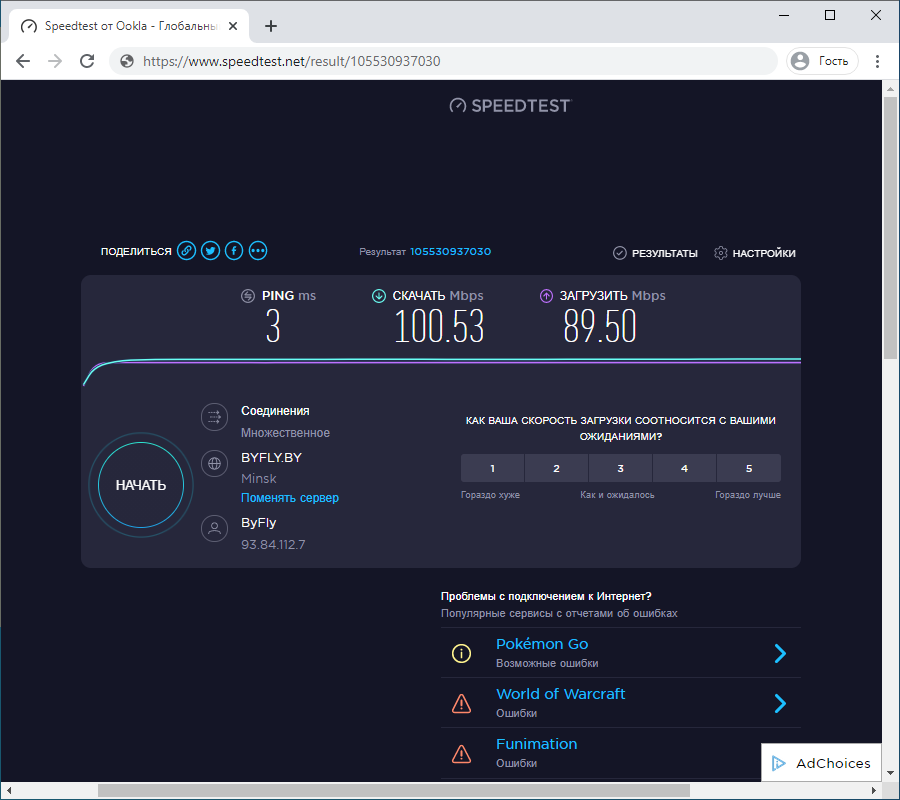 Speedtest от Ookla - Глобальны
https://www.speedtest.net/result/105530937030
Гость
SPEEDTEST
ПОДЕЛИТЬСЯ
Результат 105530937030
РЕЗУЛЬТАТЫ
НАСТРОЙКИ
PING ms
3
СКАЧАТЬ Mbps
100.53
ЗАГРУЗИТЬ Mbps
89.50
НАЧАТЬ
Соединения
Множественное
BYFLY.BY
Minsk
Поменять сервер
ByFly
93.84.112.7
КАК ВАША СКОРОСТЬ ЗАГРУЗКИ СООТНОСИТСЯ С ВАШИМИ
ОЖИДАНИЯМИ?
1 2 3 4 5
Гораздо хуже Как и ожидалось Гораздо лучше
Проблемы с подключением к Интернет?
Популярные сервисы с отчетами об ошибках
Pokémon Go
Возможные ошибки
World of Warcraft
Ошибки
Funimation
Ошибки
AdChoices